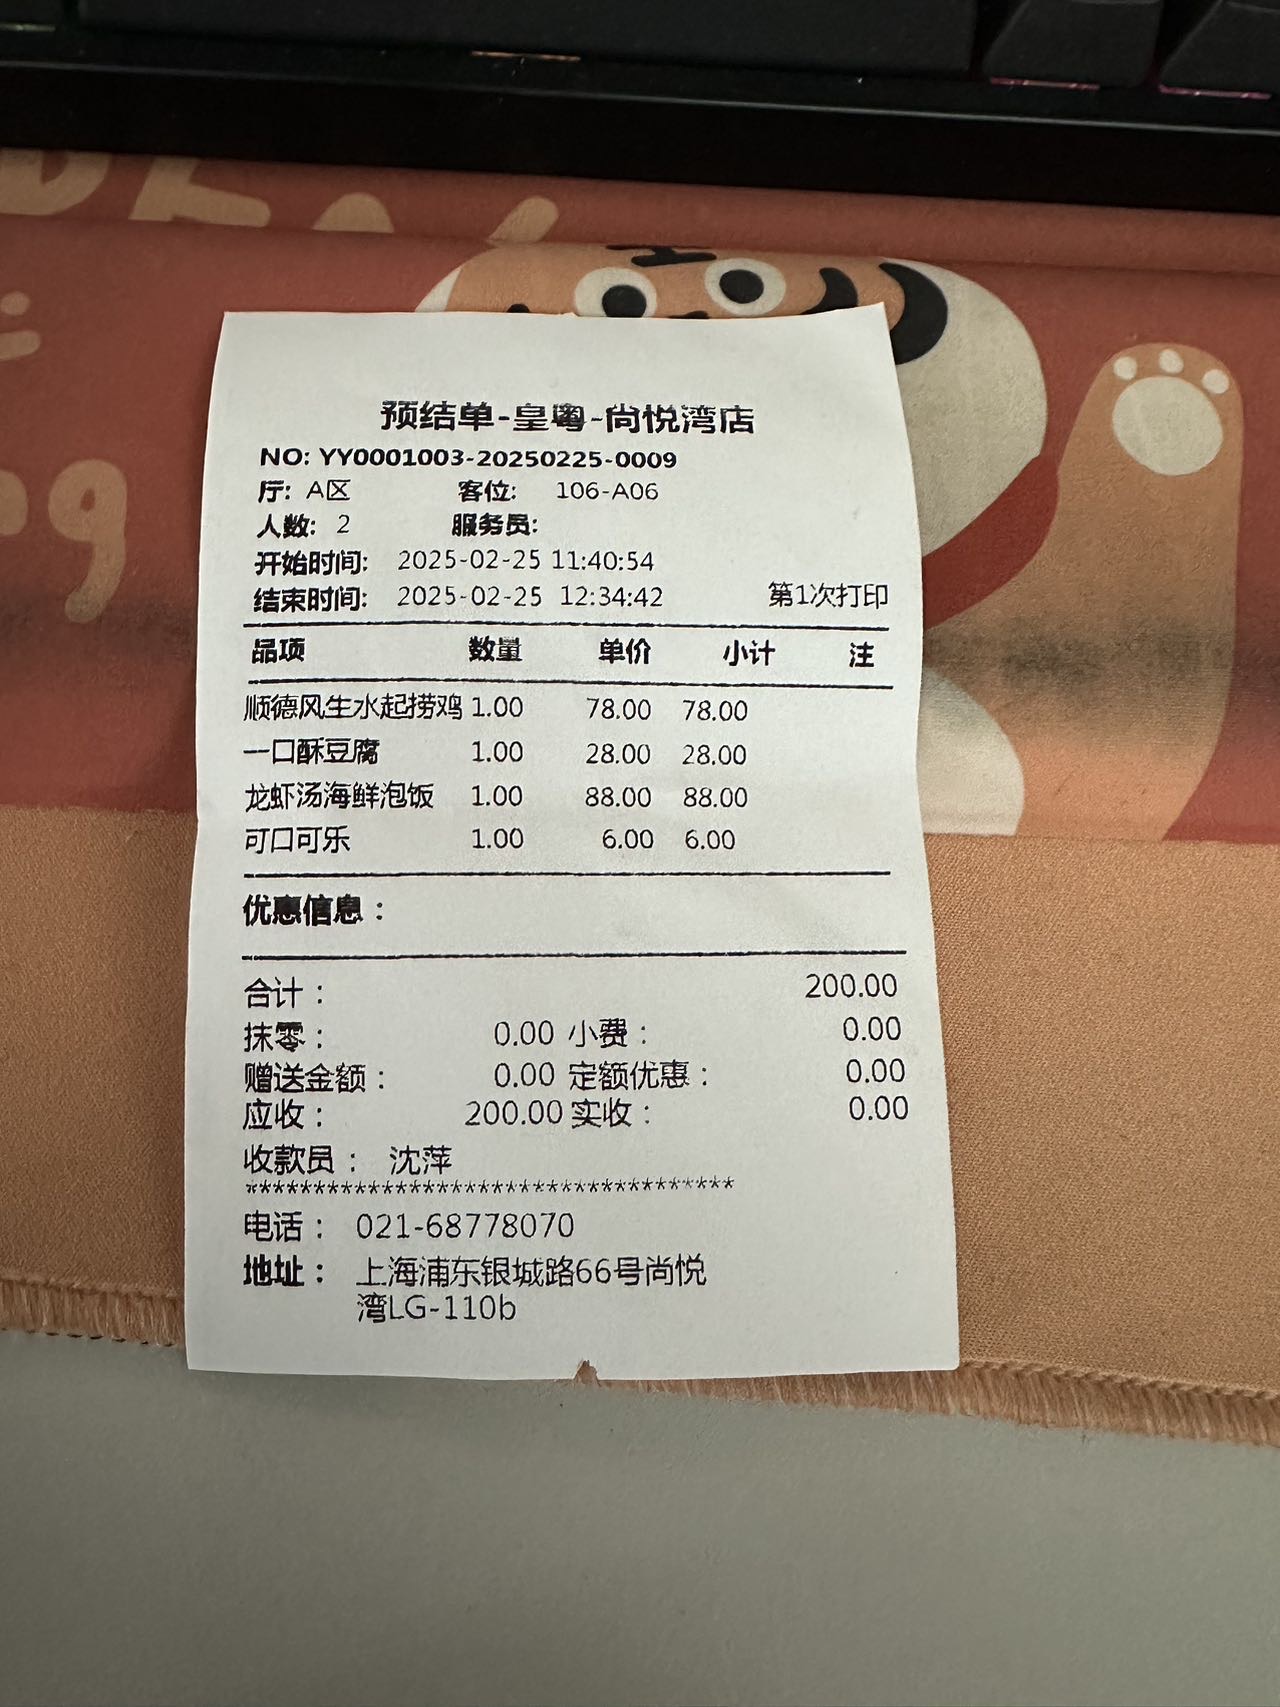 预结单-皇粤-尚悦湾店
NO: YY0001003-20250225-0009
厅: A区 客位: 106-A06
人数: 2 服务员:
开始时间: 2025-02-25 11:40:54
结束时间: 2025-02-25 12:34:42 第1次打印
品项 数量 单价 小计 注
顺德风生水起捞鸡 1.00 78.00 78.00
一口酥豆腐 1.00 28.00 28.00
龙虾汤海鲜泡饭 1.00 88.00 88.00
可口可乐 1.00 6.00 6.00
优惠信息：
合计： 200.00
抹零： 0.00 小费： 0.00
赠送金额： 0.00 定额优惠： 0.00
应收： 200.00 实收： 0.00
收款员： 沈萍
************************************
电话： 021-68778070
地址： 上海浦东银城路66号尚悦
湾LG-110b